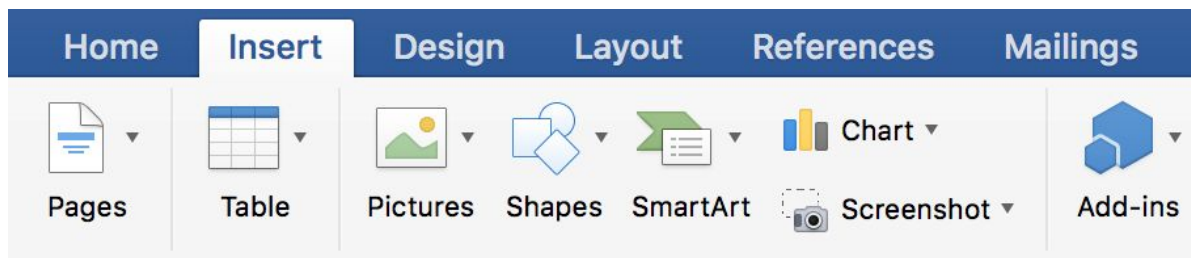 Home Insert Design Layout References Mailings
Chart
Pages Table Pictures Shapes SmartArt Screenshot Add-ins